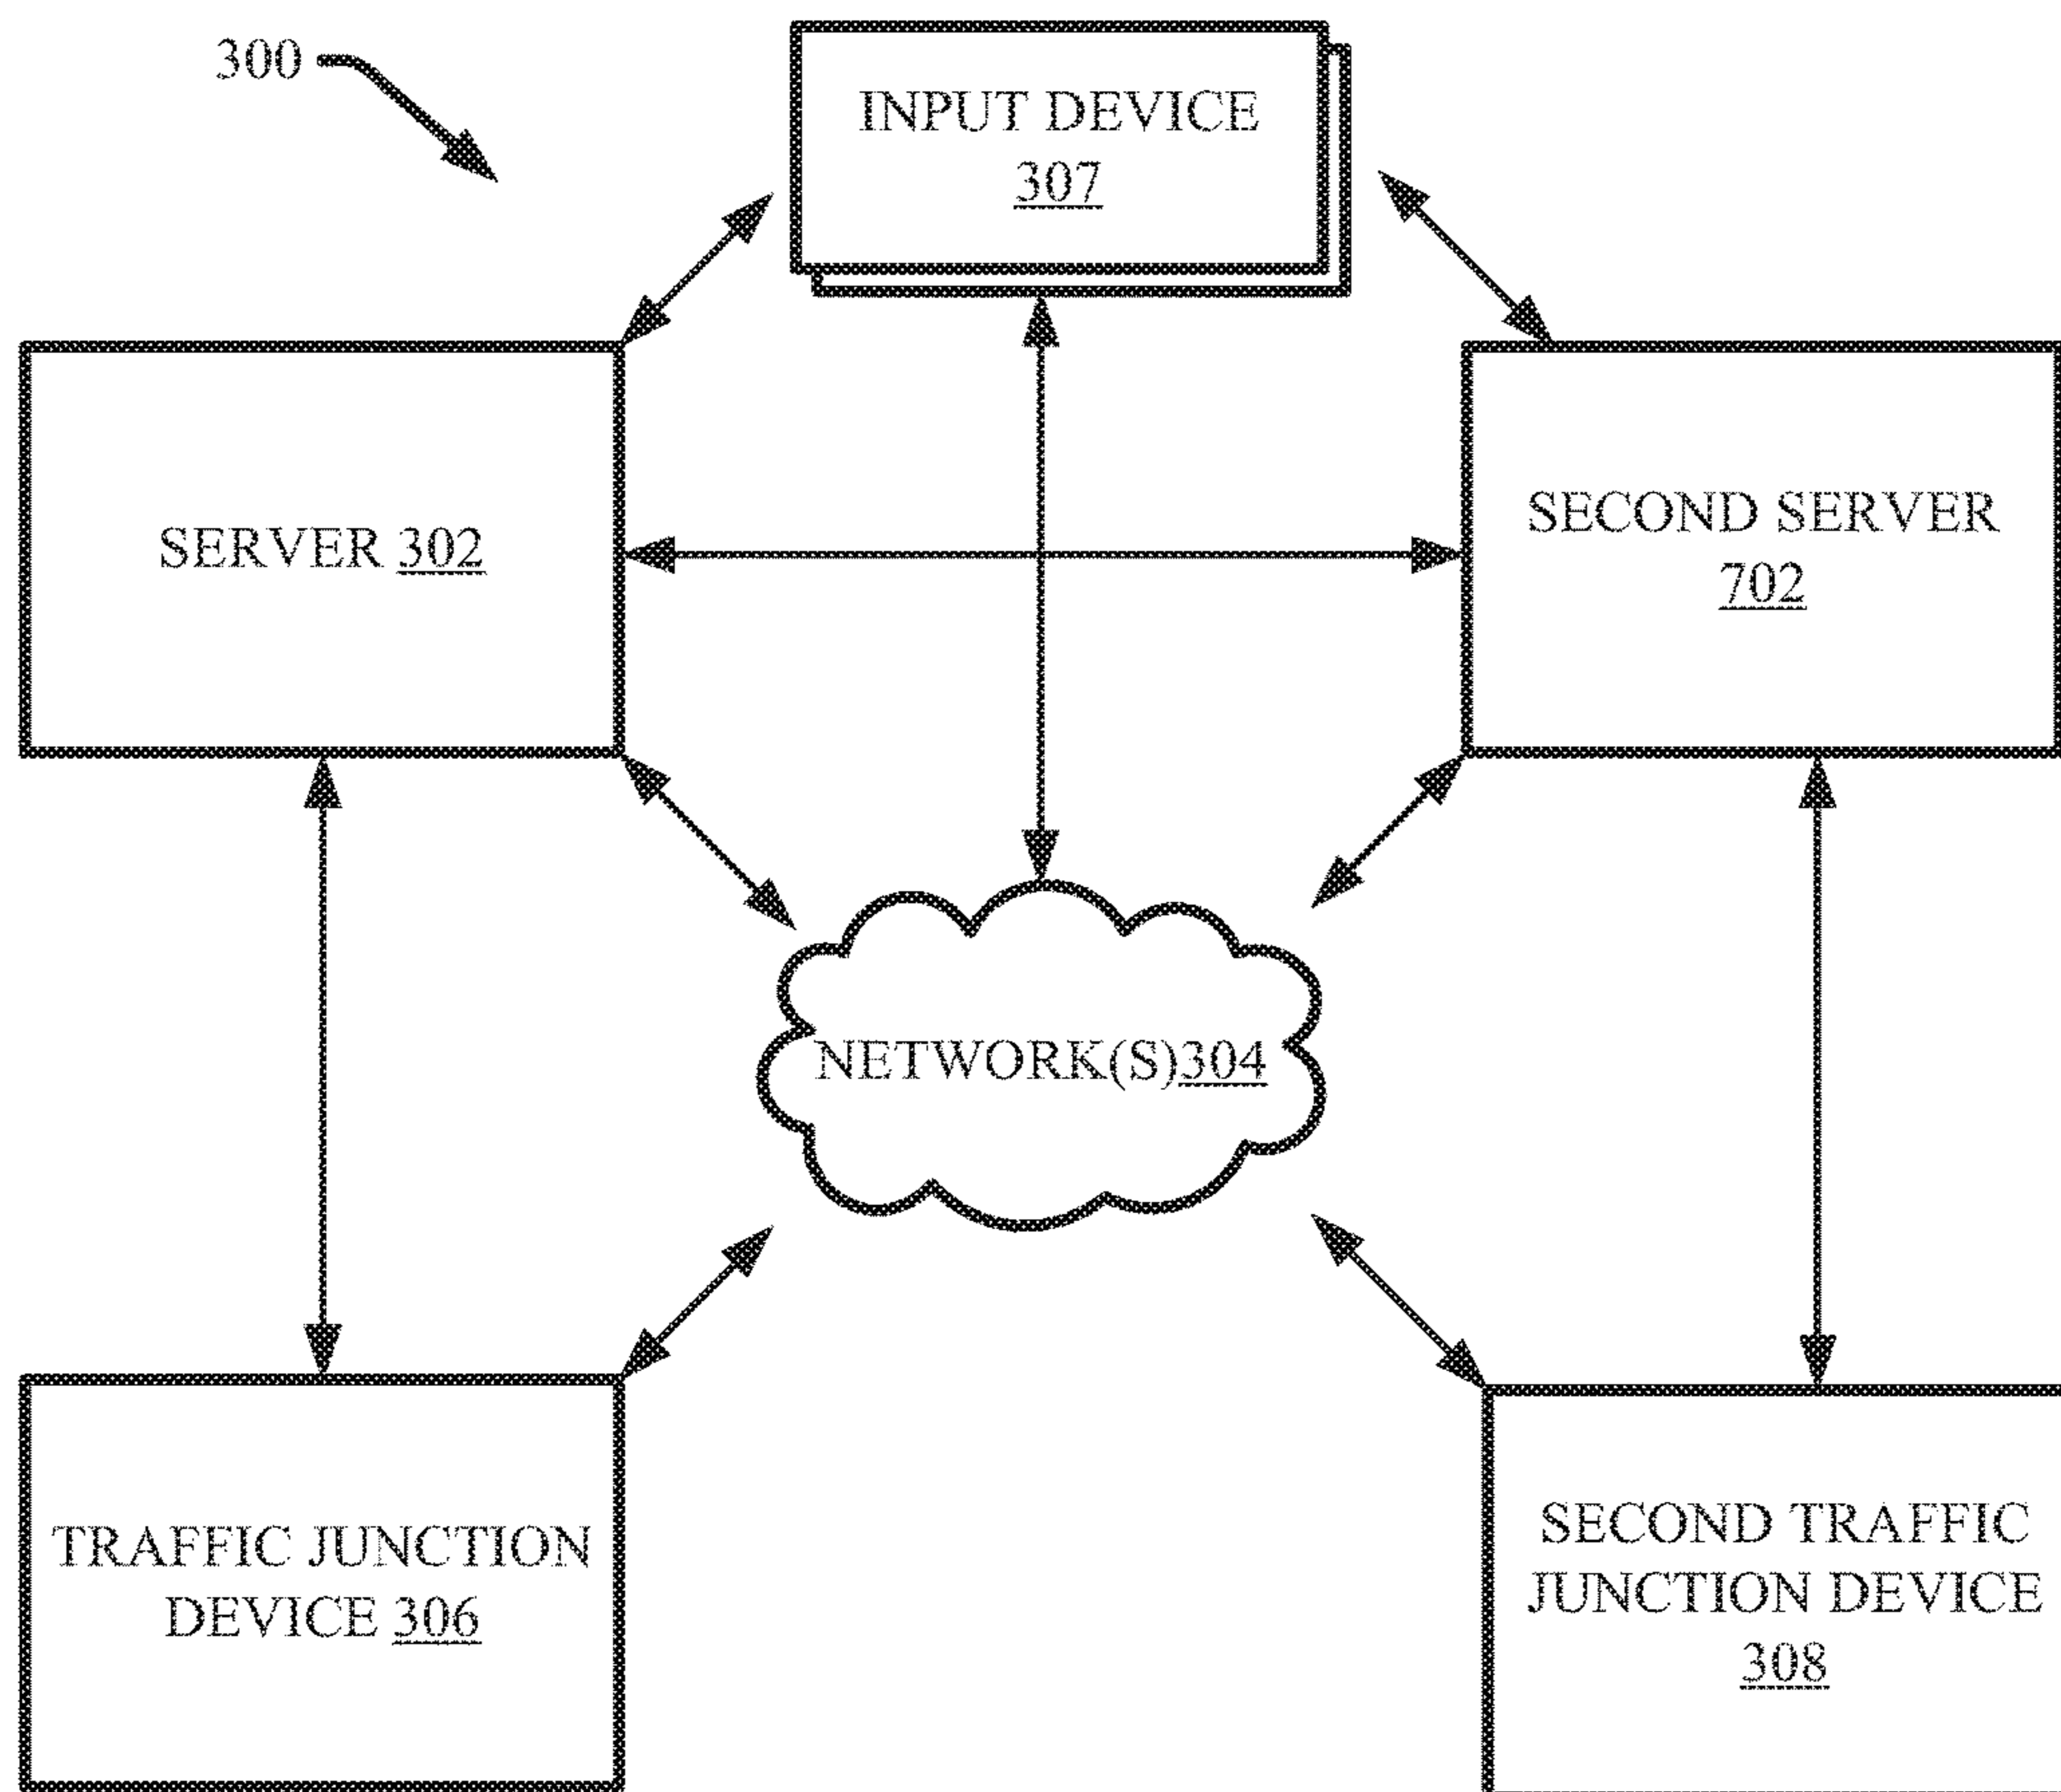 300
INPUT DEVICE
307
SERVER 302
SECOND SERVER
702
NETWORK(S)304
TRAFFIC JUNCTION
DEVICE 306
SECOND TRAFFIC
JUNCTION DEVICE
308